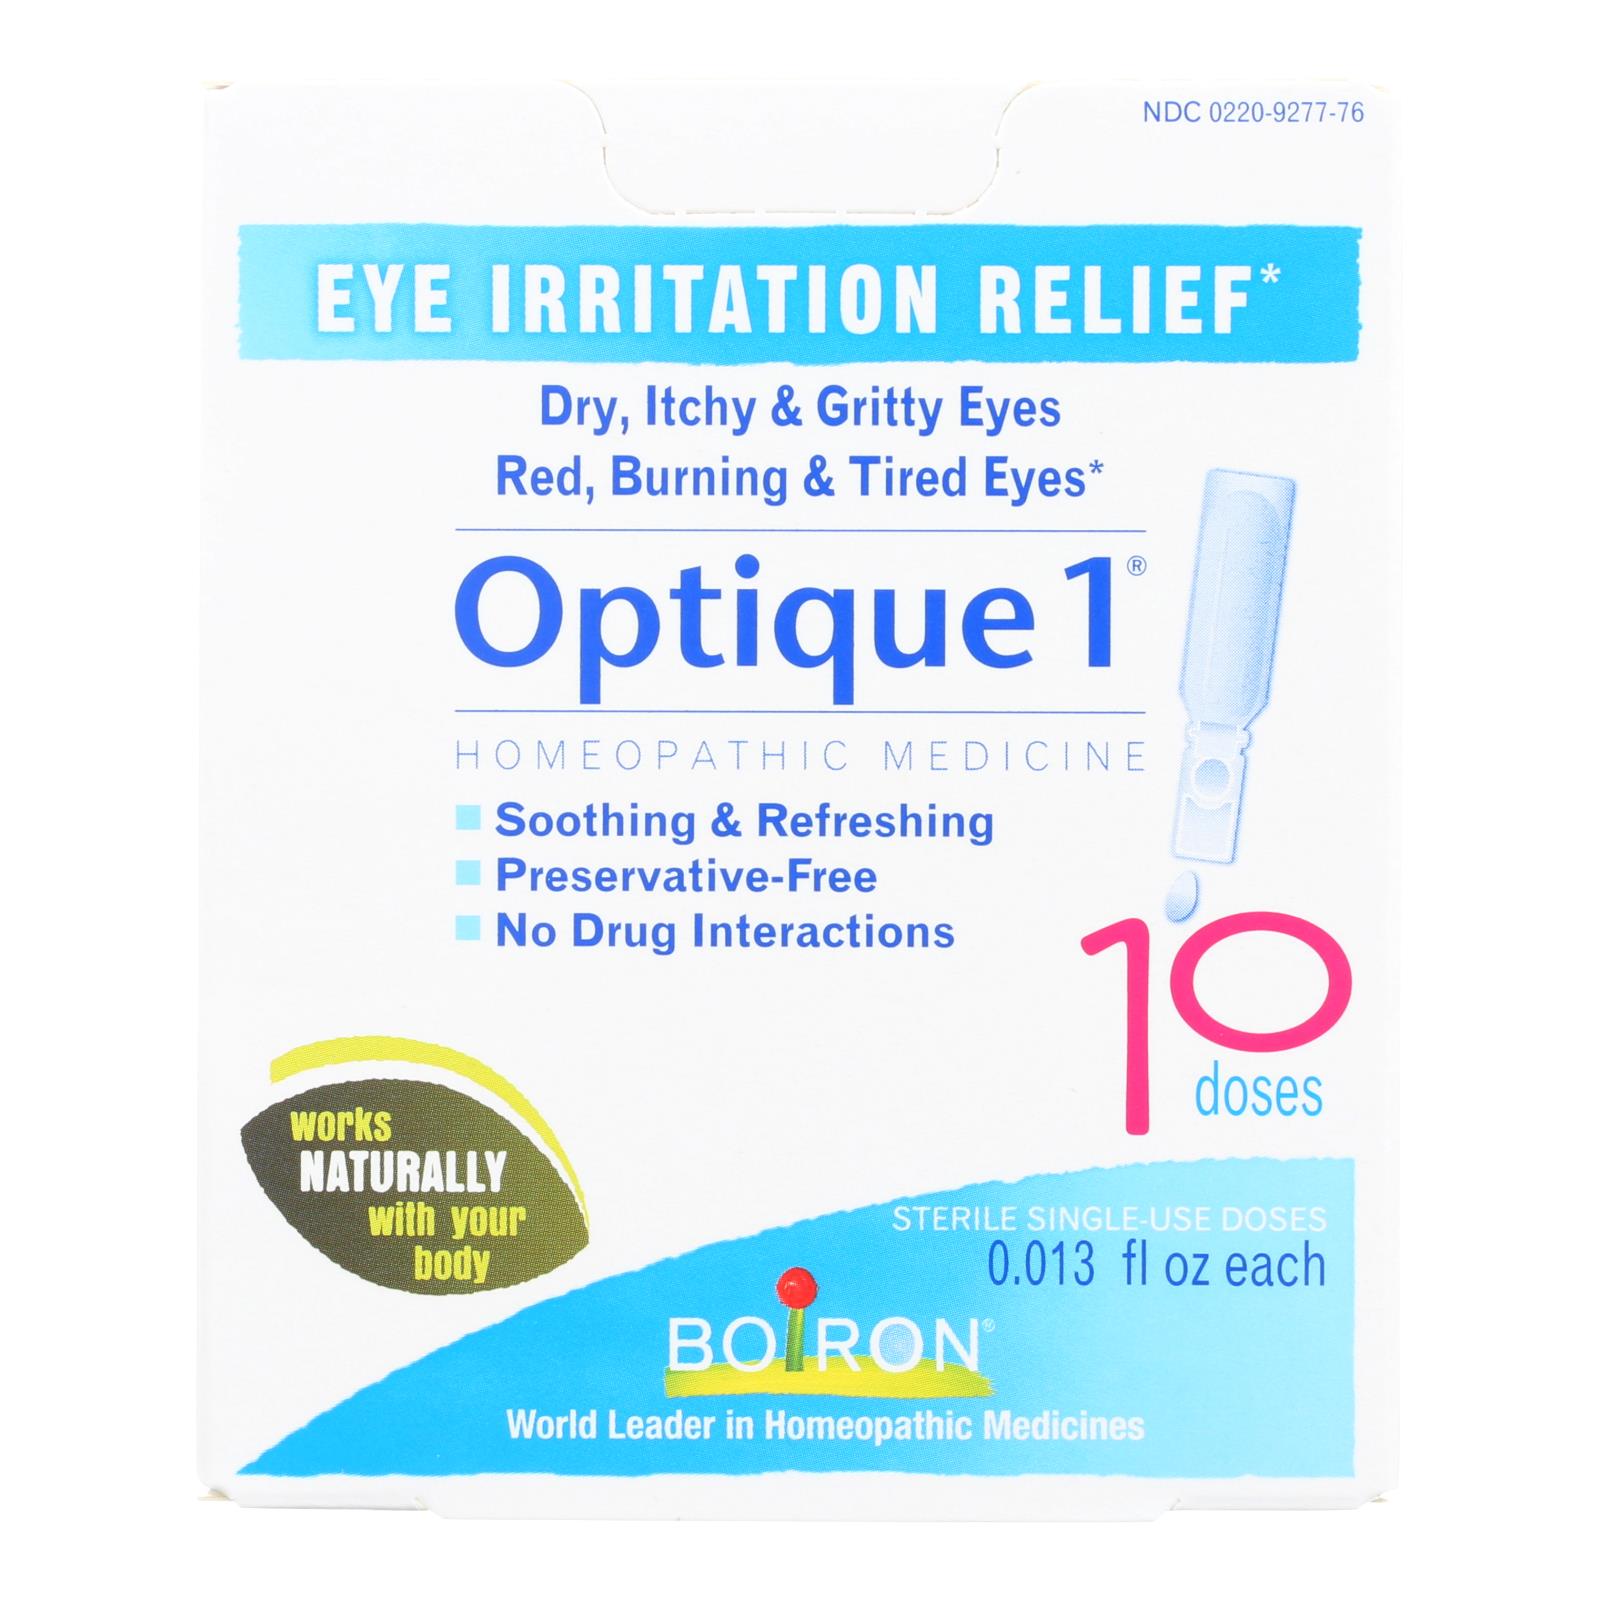 NDC 0220-9277-76
EYE IRRITATION RELIEF*
Dry, Itchy & Gritty Eyes
Red, Burning & Tired Eyes*
Optique 1®
HOMEOPATHIC MEDICINE
Soothing & Refreshing
Preservative-Free
No Drug Interactions
10
doses
works
NATURALLY
with your
body
STERILE SINGLE-USE DOSES
0.013 fl oz each
BOIRON®
World Leader in Homeopathic Medicines